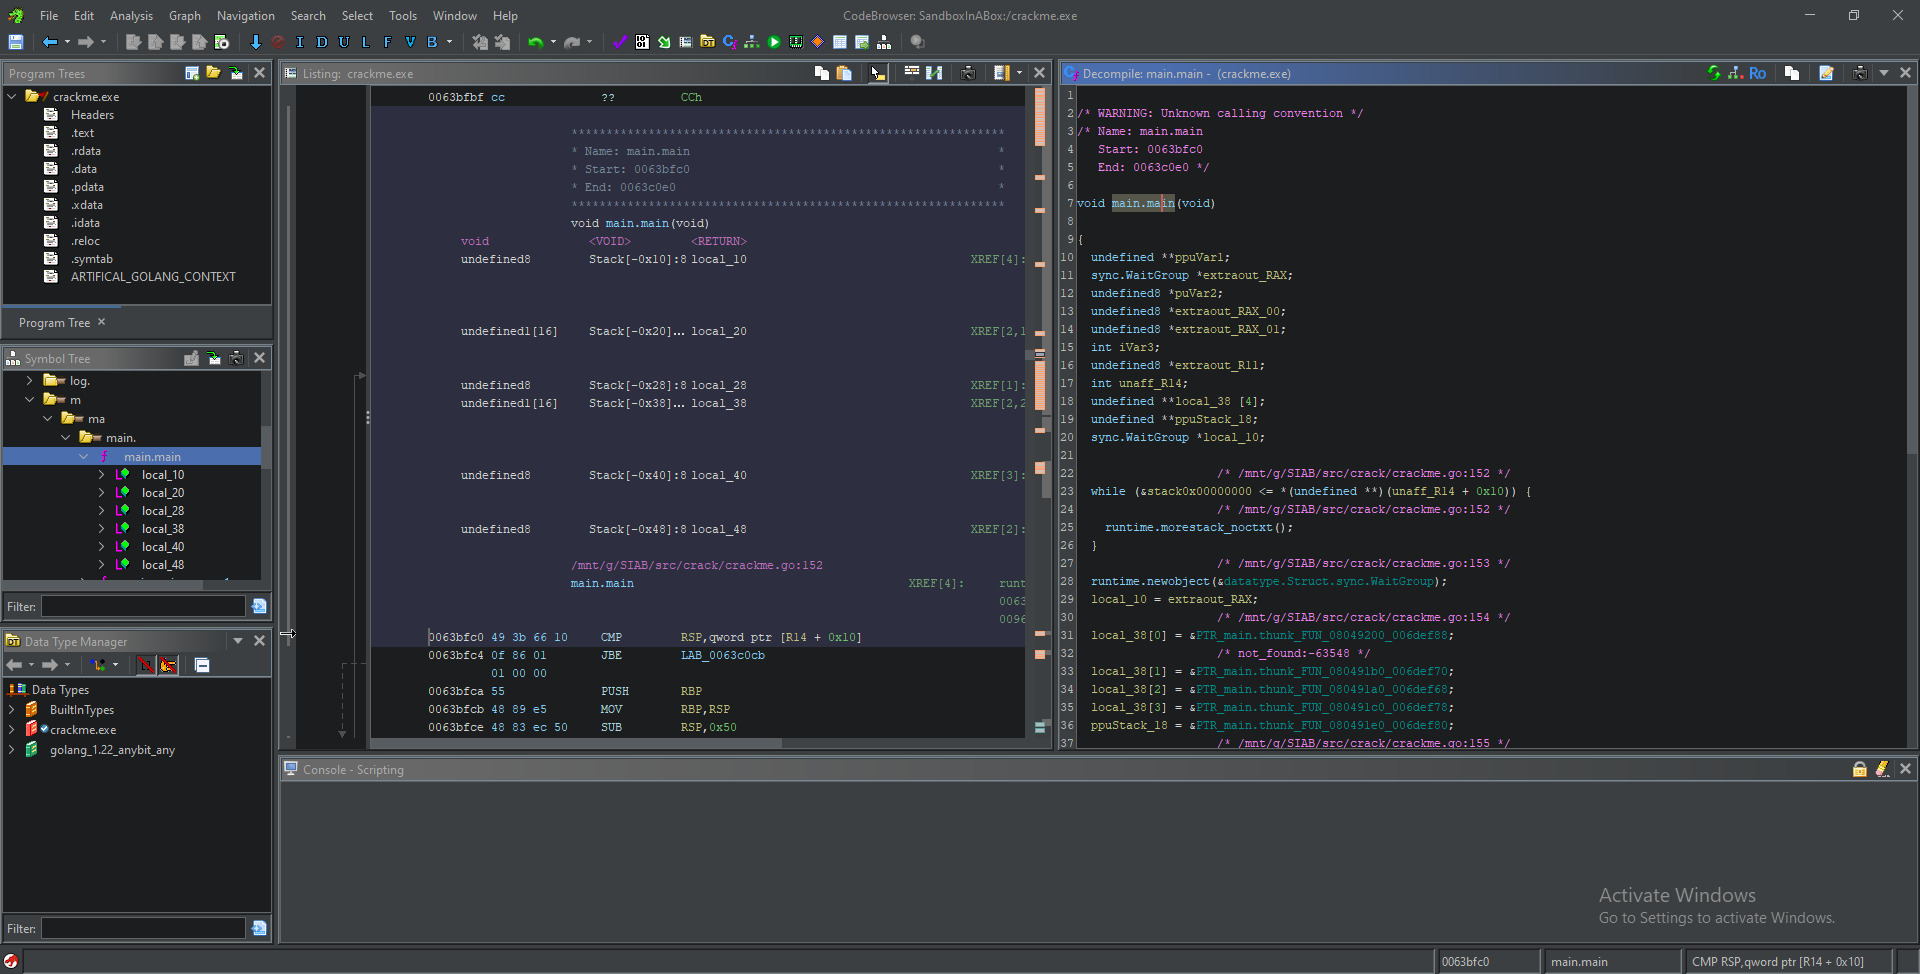 File Edit Analysis Graph Navigation Search Select Tools Window Help
CodeBrowser: SandboxInABox:/crackme.exe
I D U L F V B
Program Trees
crackme.exe
Headers
.text
.rdata
.data
.pdata
.xdata
.idata
.reloc
.symtab
ARTIFICAL_GOLANG_CONTEXT
Program Tree
Symbol Tree
log.
m
ma
main.
main.main
local_10
local_20
local_28
local_38
local_40
local_48
Filter:
Data Type Manager
Data Types
BuiltInTypes
crackme.exe
golang_1.22_anybit_any
Filter:
Listing: crackme.exe
0063bfbf cc ?? CCh
**************************************************************
* Name: main.main *
* Start: 0063bfc0 *
* End: 0063c0e0 *
**************************************************************
void main.main(void)
void <VOID> <RETURN>
undefined8 Stack[-0x10]:8 local_10 XREF[4]:
undefined1[16] Stack[-0x20]... local_20 XREF[2,1
undefined8 Stack[-0x28]:8 local_28 XREF[1]:
undefined1[16] Stack[-0x38]... local_38 XREF[2,2
undefined8 Stack[-0x40]:8 local_40 XREF[3]:
undefined8 Stack[-0x48]:8 local_48 XREF[2]:
/mnt/g/SIAB/src/crack/crackme.go:152
main.main XREF[4]: runt
0063
0096
0063bfc0 49 3b 66 10 CMP RSP,qword ptr [R14 + 0x10]
0063bfc4 0f 86 01 JBE LAB_0063c0cb
01 00 00
0063bfca 55 PUSH RBP
0063bfcb 48 89 e5 MOV RBP,RSP
0063bfce 48 83 ec 50 SUB RSP,0x50
Decompile: main.main - (crackme.exe)
Ro
1
2 /* WARNING: Unknown calling convention */
3 /* Name: main.main
4 Start: 0063bfc0
5 End: 0063c0e0 */
6
7 void main.main(void)
8
9 {
10 undefined **ppuVar1;
11 sync.WaitGroup *extraout_RAX;
12 undefined8 *puVar2;
13 undefined8 *extraout_RAX_00;
14 undefined8 *extraout_RAX_01;
15 int iVar3;
16 undefined8 *extraout_R11;
17 int unaff_R14;
18 undefined **local_38 [4];
19 undefined **ppuStack_18;
20 sync.WaitGroup *local_10;
21
22 /* /mnt/g/SIAB/src/crack/crackme.go:152 */
23 while (&stack0x00000000 <= *(undefined **)(unaff_R14 + 0x10)) {
24 /* /mnt/g/SIAB/src/crack/crackme.go:152 */
25 runtime.morestack_noctxt();
26 }
27 /* /mnt/g/SIAB/src/crack/crackme.go:153 */
28 runtime.newobject(&datatype.Struct.sync.WaitGroup);
29 local_10 = extraout_RAX;
30 /* /mnt/g/SIAB/src/crack/crackme.go:154 */
31 local_38[0] = &PTR_main.thunk_FUN_08049200_006def88;
32 /* not_found:-63548 */
33 local_38[1] = &PTR_main.thunk_FUN_080491b0_006def70;
34 local_38[2] = &PTR_main.thunk_FUN_080491a0_006def68;
35 local_38[3] = &PTR_main.thunk_FUN_080491c0_006def78;
36 ppuStack_18 = &PTR_main.thunk_FUN_080491e0_006def80;
37 /* /mnt/g/SIAB/src/crack/crackme.go:155 */
Console - Scripting
Activate Windows
Go to Settings to activate Windows.
0063bfc0 main.main CMP RSP,qword ptr [R14 + 0x10]